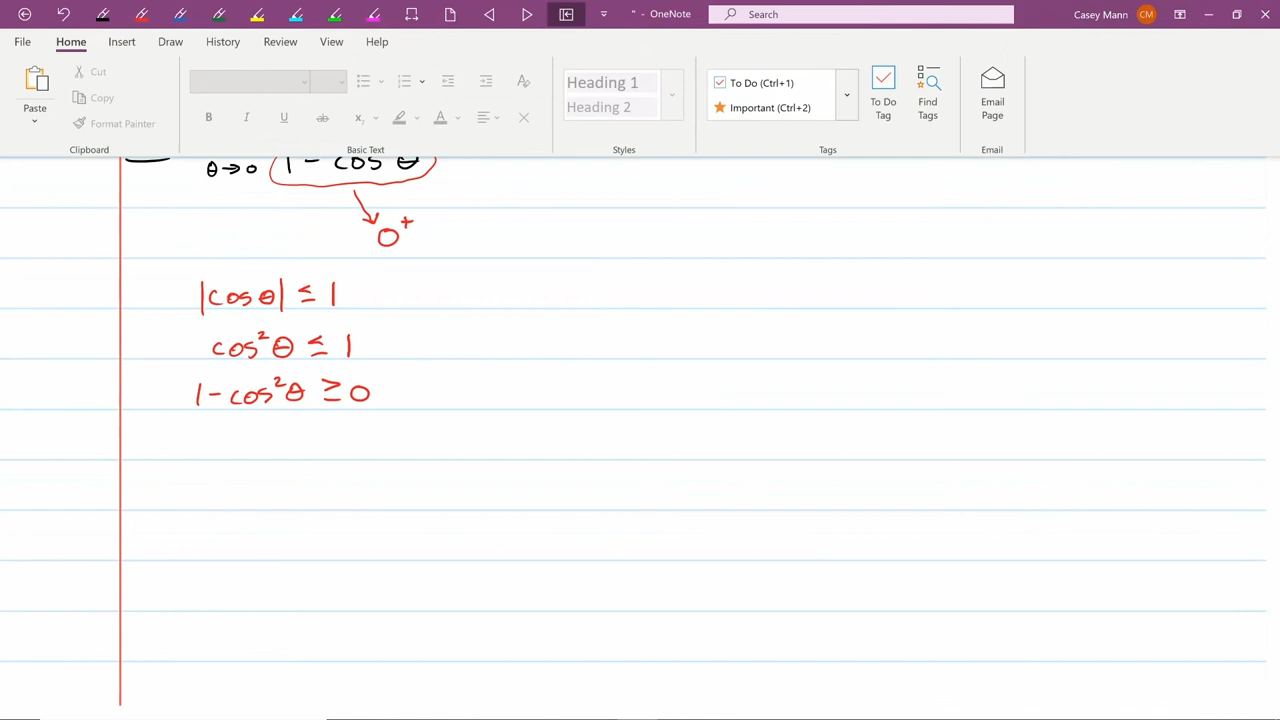 " - OneNote
Search
Casey Mann CM
File Home Insert Draw History Review View Help
Paste
Cut
Copy
Format Painter
Clipboard
B I U ab x A
Basic Text
Heading 1
Heading 2
Styles
To Do (Ctrl+1)
Important (Ctrl+2)
To Do Tag
Find Tags
Tags
Email Page
Email
θ→0 1 - cos θ
0⁺
|cos θ| ≤ 1
cos²θ ≤ 1
1 - cos²θ ≥ 0